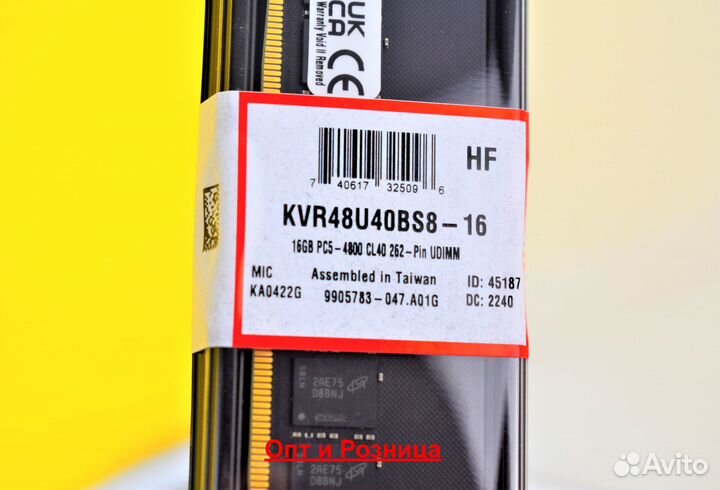 UK
CA
CE
Warranty Void If Removed
HF
7 40617 32509 6
KVR48U40BS8-16
16GB PC5-4800 CL40 262-Pin UDIMM
MIC Assembled in Taiwan ID: 45187
KA0422G 9905783-047.A01G DC: 2240
2AE75
D8BNJ
Опт и Розница
2AE75
D8BNJ
Avito